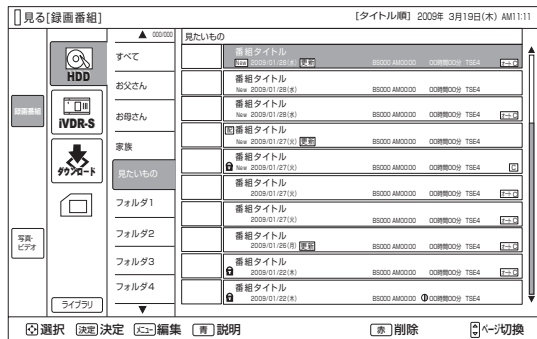 見る[録画番組]
[タイトル順] 2009年 3月19日(木) AM11:11
000/000
見たいもの
録画番組
写真・ビデオ
HDD
iVDR-S
ダウンロード
ライブラリ
すべて
お父さん
お母さん
家族
見たいもの
フォルダ1
フォルダ2
フォルダ3
フォルダ4
番組タイトル
New 2009/01/28(水) 更新 BS000 AM00:00 00時間00分 TSE4
番組タイトル
New 2009/01/28(水) BS000 AM00:00 00時間00分 TSE4
番組タイトル
New 2009/01/28(水) BS000 AM00:00 00時間00分 TSE4
番組タイトル
New 2009/01/27(火) 更新 BS000 AM00:00 00時間00分 TSE4
番組タイトル
New 2009/01/27(火) BS000 AM00:00 00時間00分 TSE4 C
番組タイトル
2009/01/27(火) BS000 AM00:00 00時間00分 TSE4
番組タイトル
2009/01/27(火) BS000 AM00:00 00時間00分 TSE4
番組タイトル
2009/01/26(月) 更新 BS000 AM00:00 00時間00分 TSE4
番組タイトル
2009/01/22(木) BS000 AM00:00 00時間00分 TSE4
番組タイトル
2009/01/22(木) BS000 AM00:00 00時間00分 TSE4
選択 決定 決定 メニュー 編集 青 説明 赤 削除 ページ切換